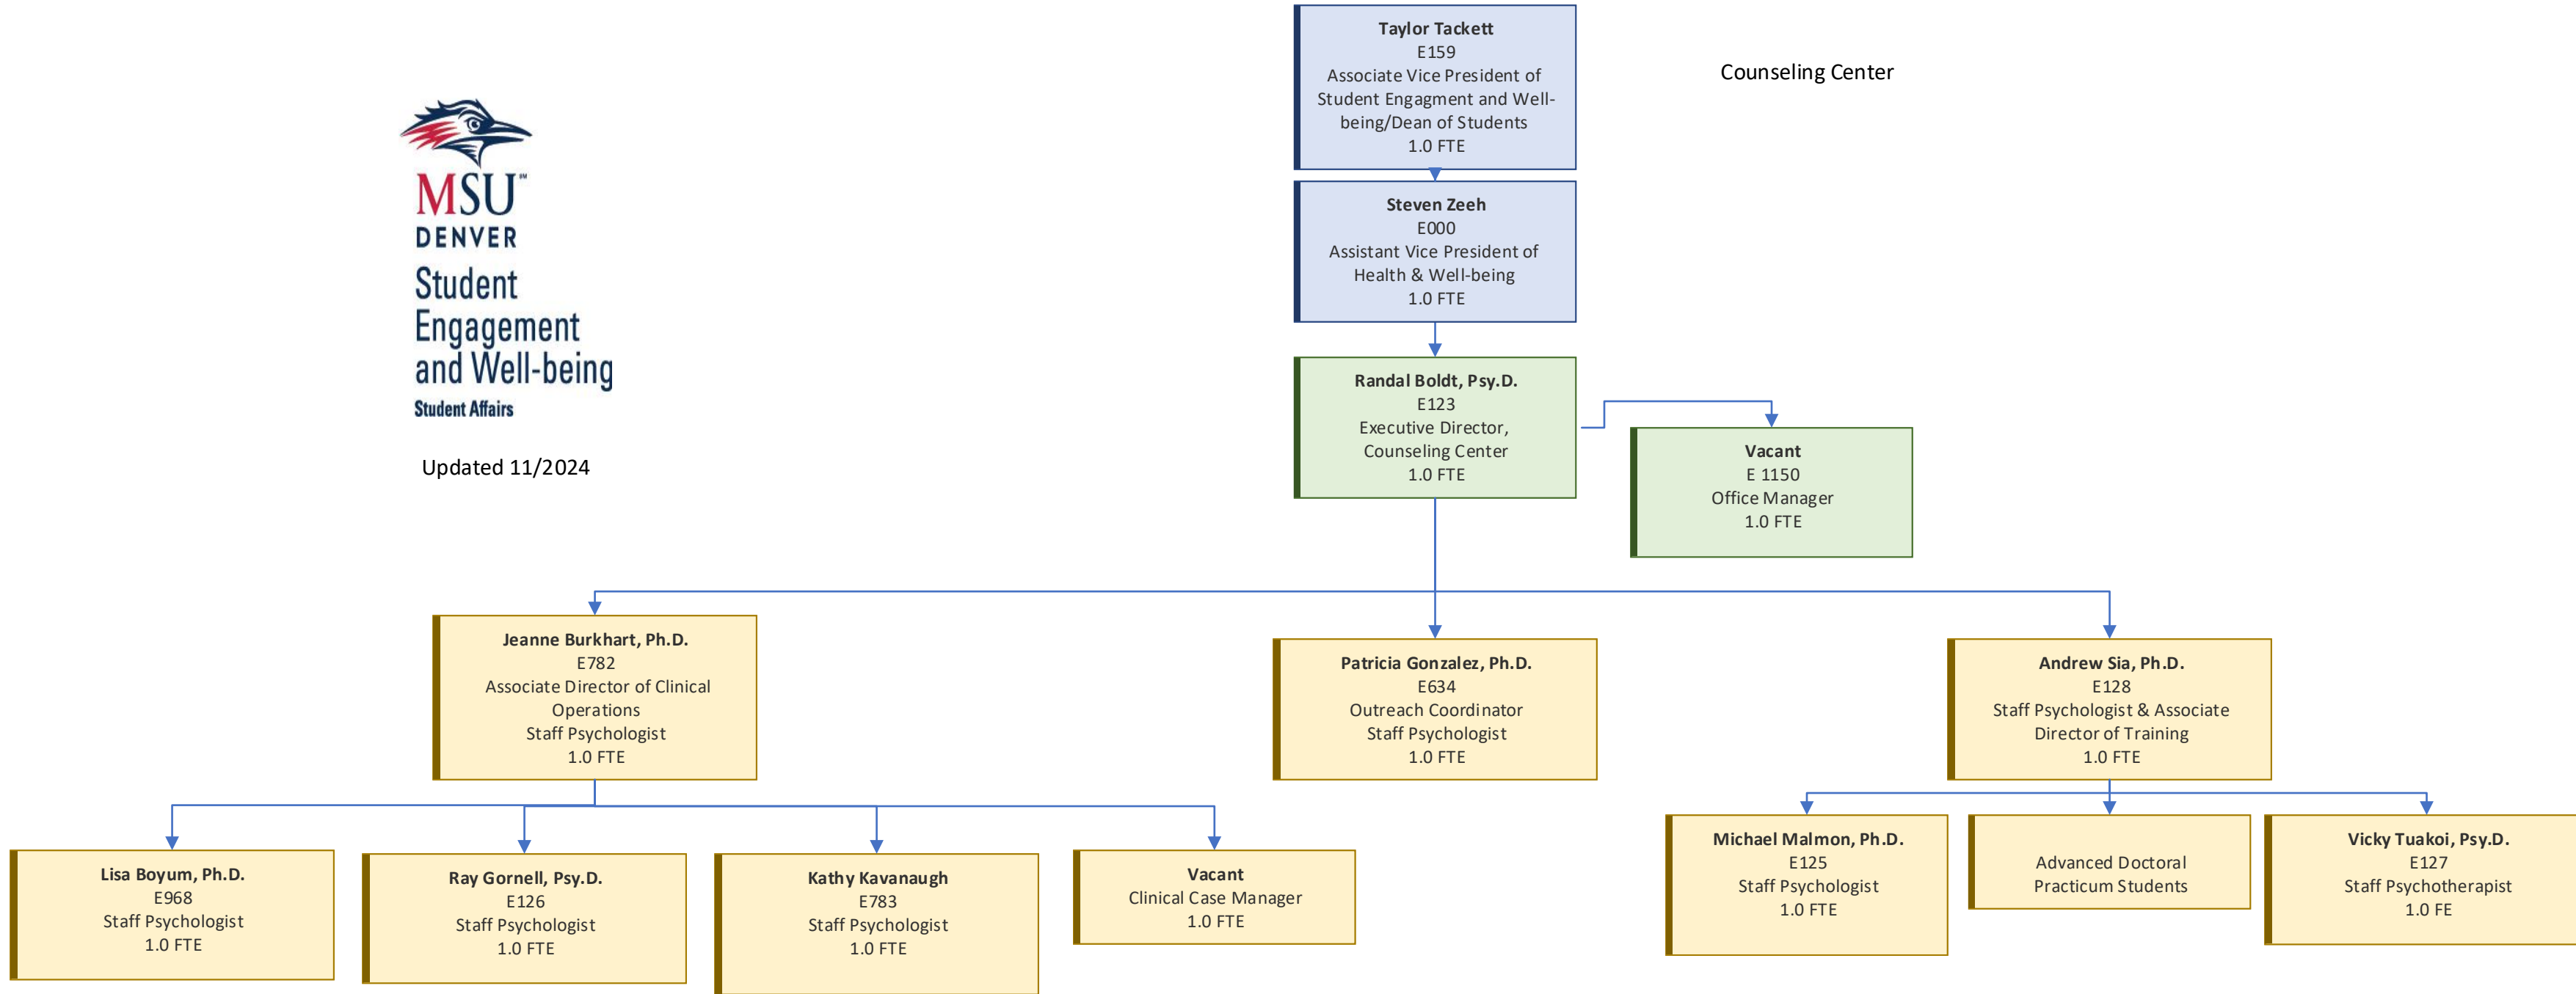 Taylor Tackett
E159
Associate Vice President of
Student Engagment and Well-
being/Dean of Students
1.0 FTE
Counseling Center
MSU℠
DENVER
Student
Engagement
and Well-being
Student Affairs
Updated 11/2024
Steven Zeeh
E000
Assistant Vice President of
Health & Well-being
1.0 FTE
Randal Boldt, Psy.D.
E123
Executive Director,
Counseling Center
1.0 FTE
Vacant
E 1150
Office Manager
1.0 FTE
Jeanne Burkhart, Ph.D.
E782
Associate Director of Clinical
Operations
Staff Psychologist
1.0 FTE
Patricia Gonzalez, Ph.D.
E634
Outreach Coordinator
Staff Psychologist
1.0 FTE
Andrew Sia, Ph.D.
E128
Staff Psychologist & Associate
Director of Training
1.0 FTE
Lisa Boyum, Ph.D.
E968
Staff Psychologist
1.0 FTE
Ray Gornell, Psy.D.
E126
Staff Psychologist
1.0 FTE
Kathy Kavanaugh
E783
Staff Psychologist
1.0 FTE
Vacant
Clinical Case Manager
1.0 FTE
Michael Malmon, Ph.D.
E125
Staff Psychologist
1.0 FTE
Advanced Doctoral
Practicum Students
Vicky Tuakoi, Psy.D.
E127
Staff Psychotherapist
1.0 FE